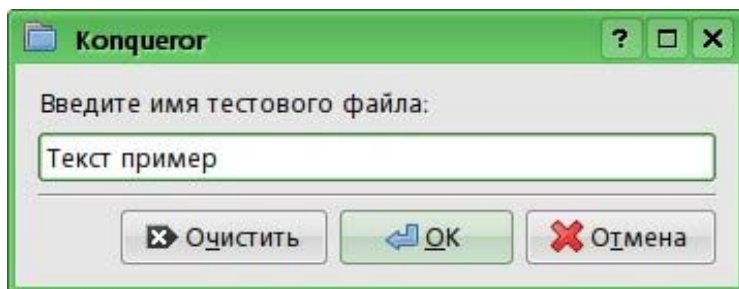 Konqueror
Введите имя тестового файла:
Текст пример
Очистить OK Отмена